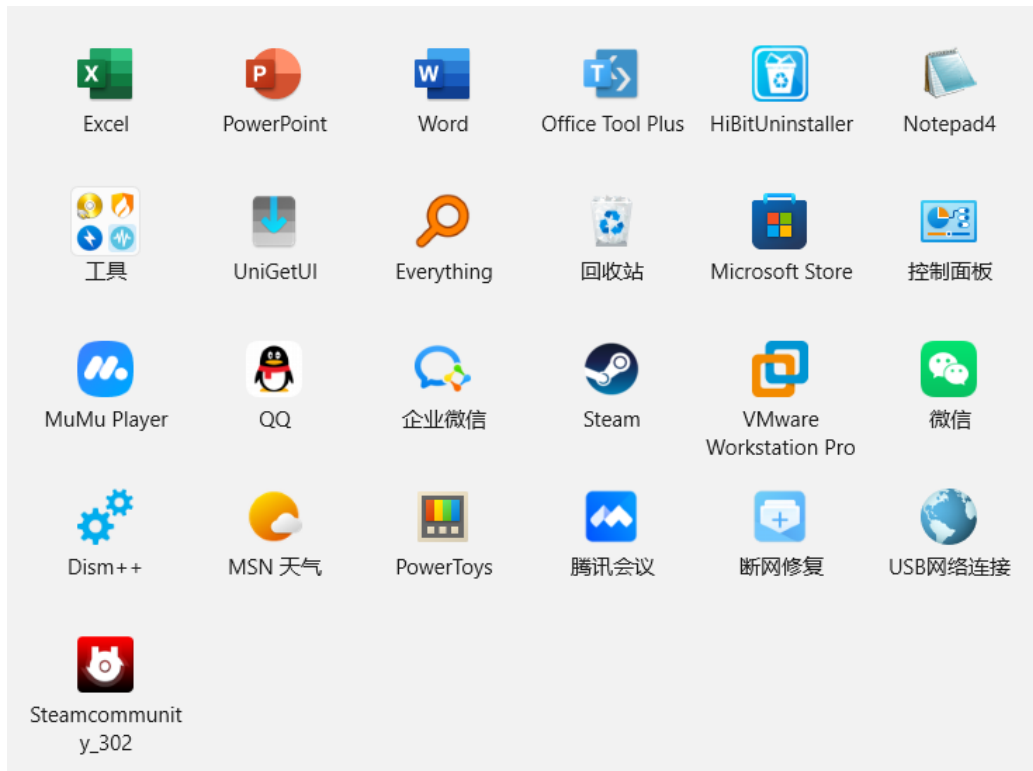 Excel
PowerPoint
Word
Office Tool Plus
HiBitUninstaller
Notepad4
工具
UniGetUI
Everything
回收站
Microsoft Store
控制面板
MuMu Player
QQ
企业微信
Steam
VMware
Workstation Pro
微信
Dism++
MSN 天气
PowerToys
腾讯会议
断网修复
USB网络连接
Steamcommunit
y_302